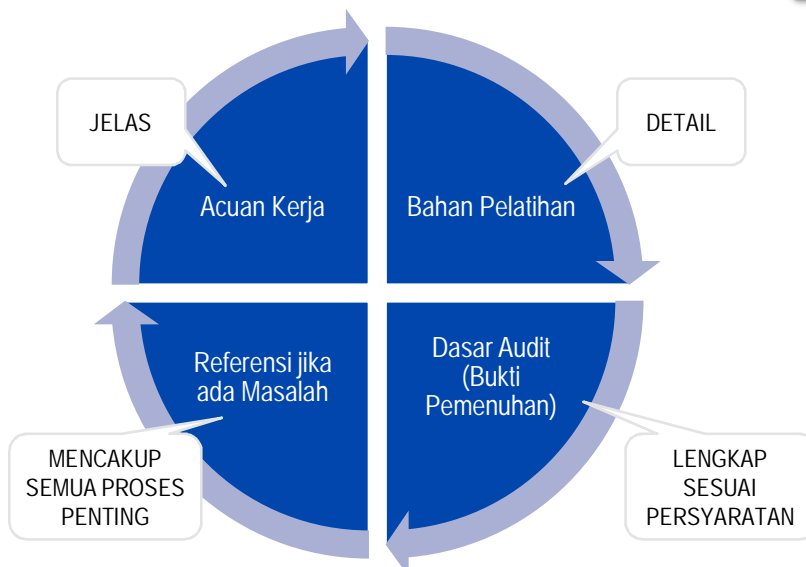 JELAS
DETAIL
Acuan Kerja
Bahan Pelatihan
Referensi jika
ada Masalah
Dasar Audit
(Bukti
Pemenuhan)
MENCAKUP
SEMUA PROSES
PENTING
LENGKAP
SESUAI
PERSYARATAN